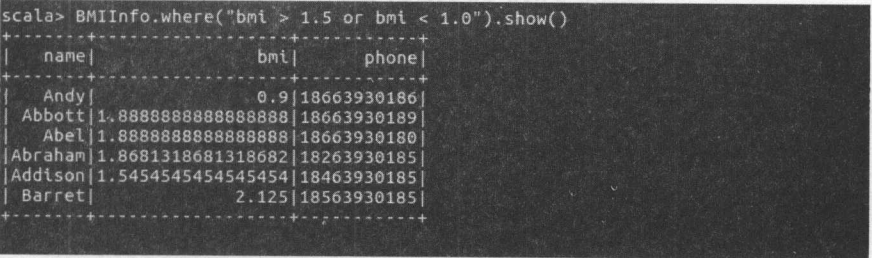 scala> BMIInfo.where("bmi > 1.5 or bmi < 1.0").show()
+--------+------------------+-----------+
|    name|               bmi|      phone|
+--------+------------------+-----------+
|    Andy|               0.9|18663930186|
|  Abbott|1.8888888888888888|18663930189|
|    Abel|1.8888888888888888|18663930180|
|Abraham|1.8681318681318682|18263930185|
|Addison|1.5454545454545454|18463930185|
|  Barret|             2.125|18563930185|
+--------+------------------+-----------+